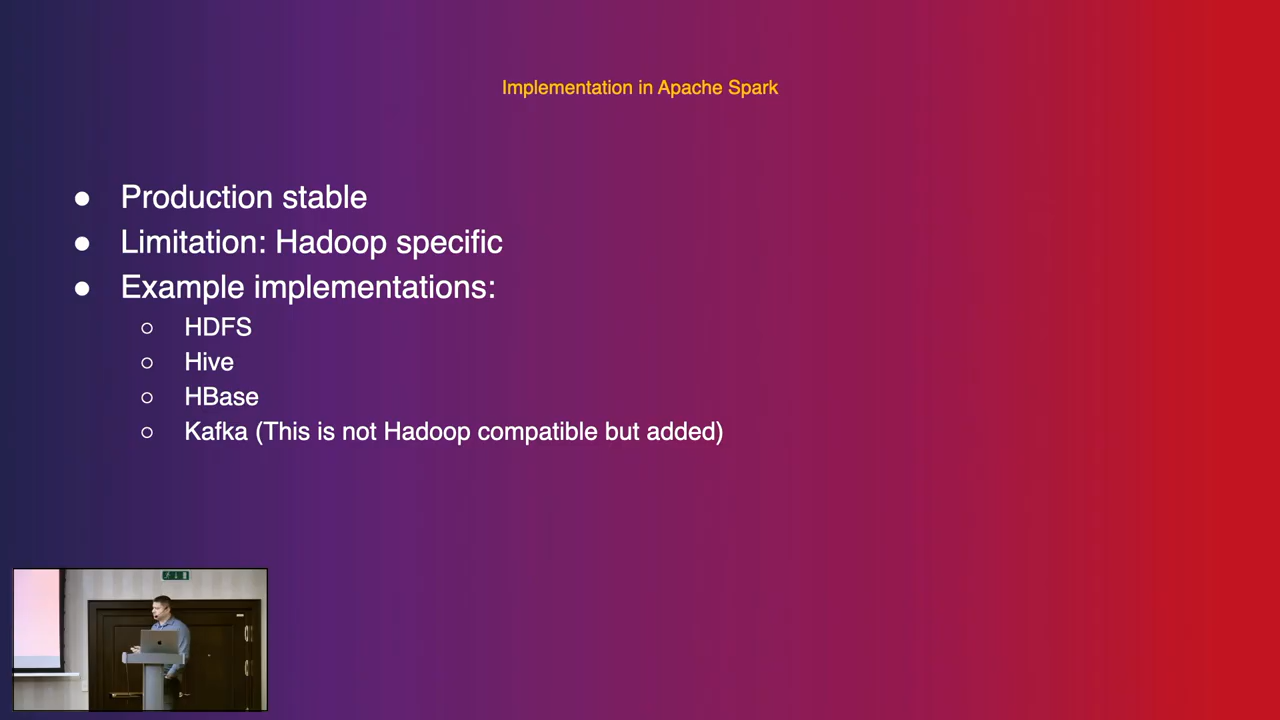 Implementation in Apache Spark
● Production stable
● Limitation: Hadoop specific
● Example implementations:
○ HDFS
○ Hive
○ HBase
○ Kafka (This is not Hadoop compatible but added)